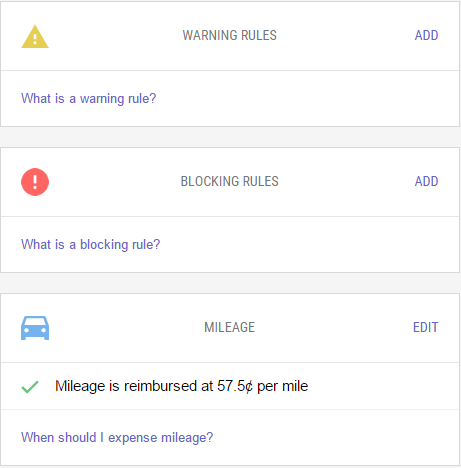 WARNING RULES ADD
What is a warning rule?
BLOCKING RULES ADD
What is a blocking rule?
MILEAGE EDIT
Mileage is reimbursed at 57.5¢ per mile
When should I expense mileage?